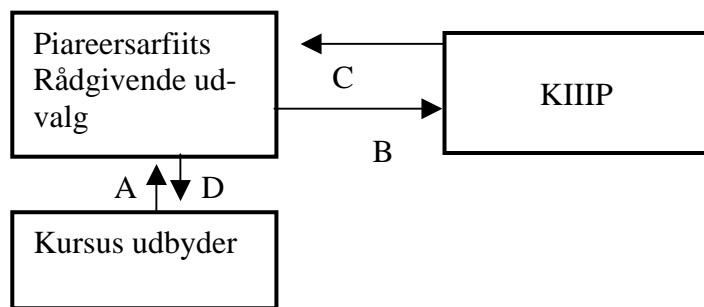 Piareersarfiits
Rådgivende ud-
valg
C
KIIIP
B
A
D
Kursus udbyder